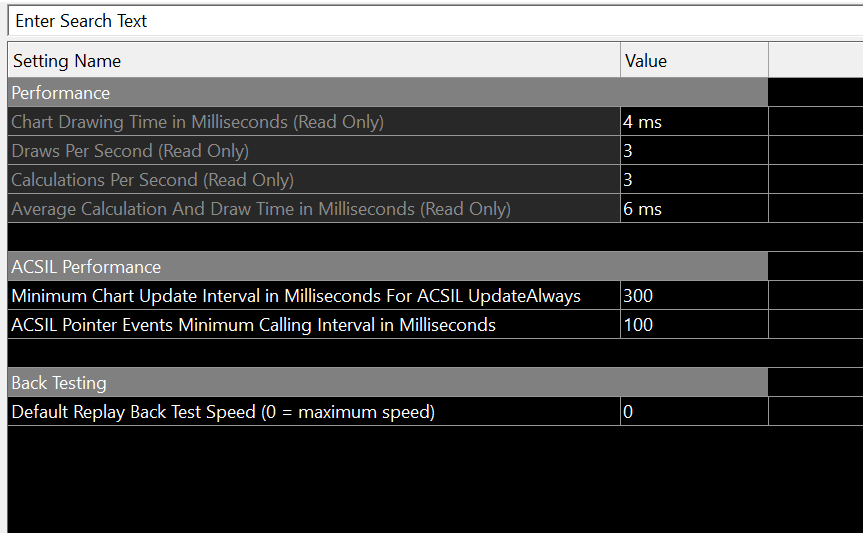 Enter Search Text
Setting Name Value
Performance
Chart Drawing Time in Milliseconds (Read Only) 4 ms
Draws Per Second (Read Only) 3
Calculations Per Second (Read Only) 3
Average Calculation And Draw Time in Milliseconds (Read Only) 6 ms
ACSIL Performance
Minimum Chart Update Interval in Milliseconds For ACSIL UpdateAlways 300
ACSIL Pointer Events Minimum Calling Interval in Milliseconds 100
Back Testing
Default Replay Back Test Speed (0 = maximum speed) 0